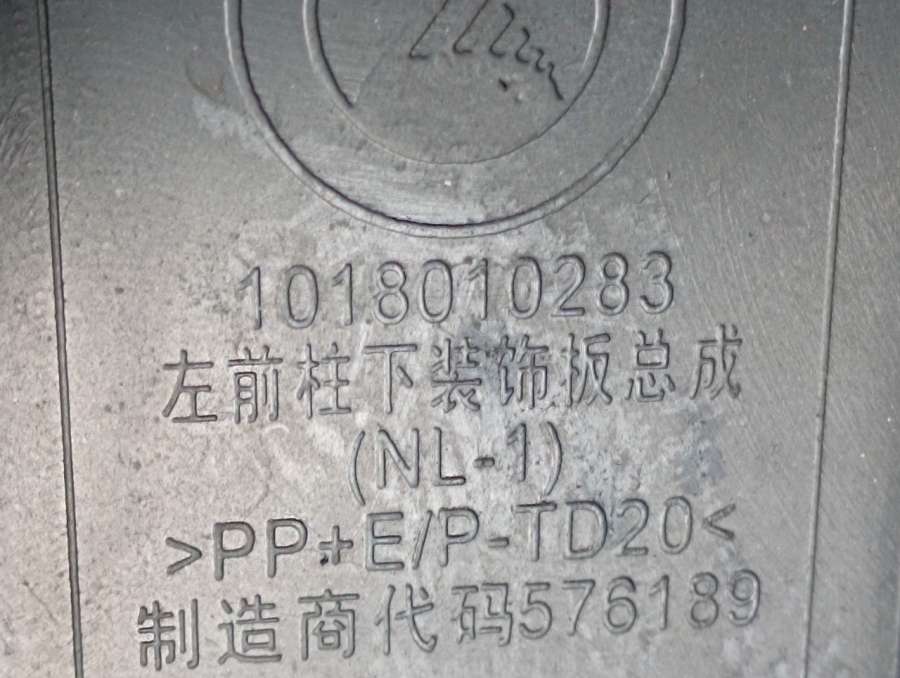 1018010283
左前柱下装饰板总成
(NL-1)
>PP+E/P-TD20<
制造商代码576189